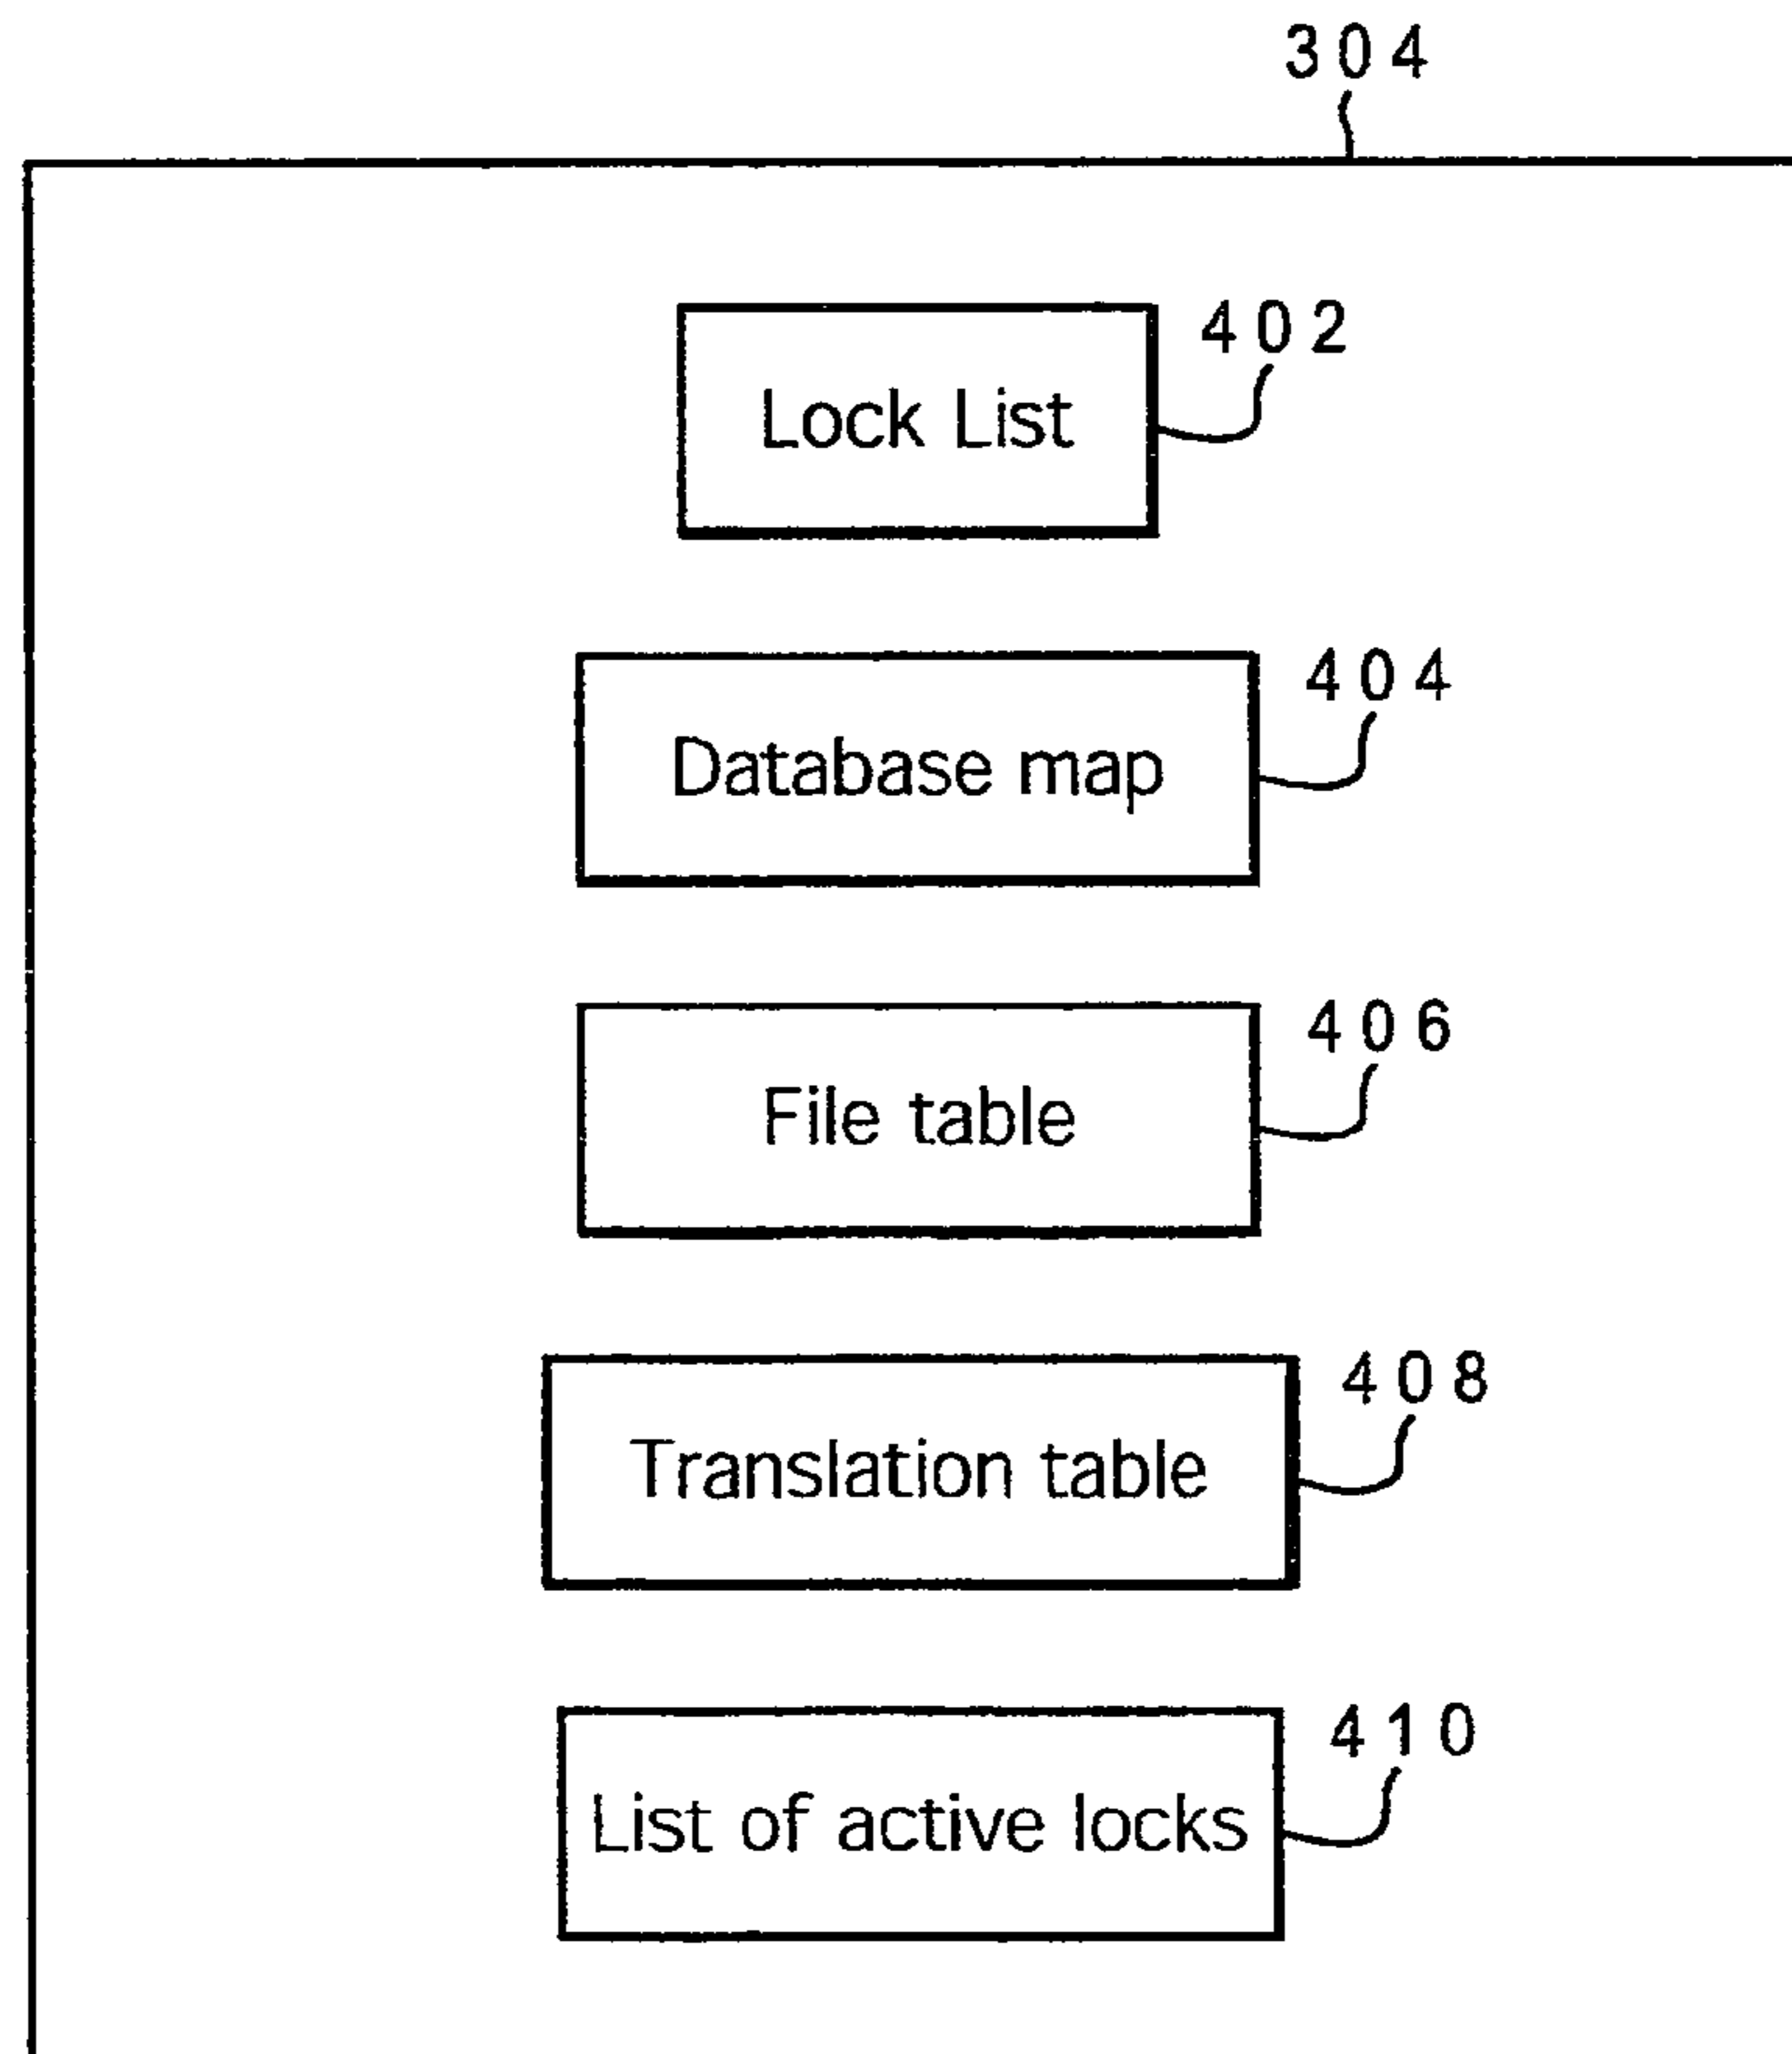 304
402
Lock List
404
Database map
406
File table
408
Translation table
410
List of active locks